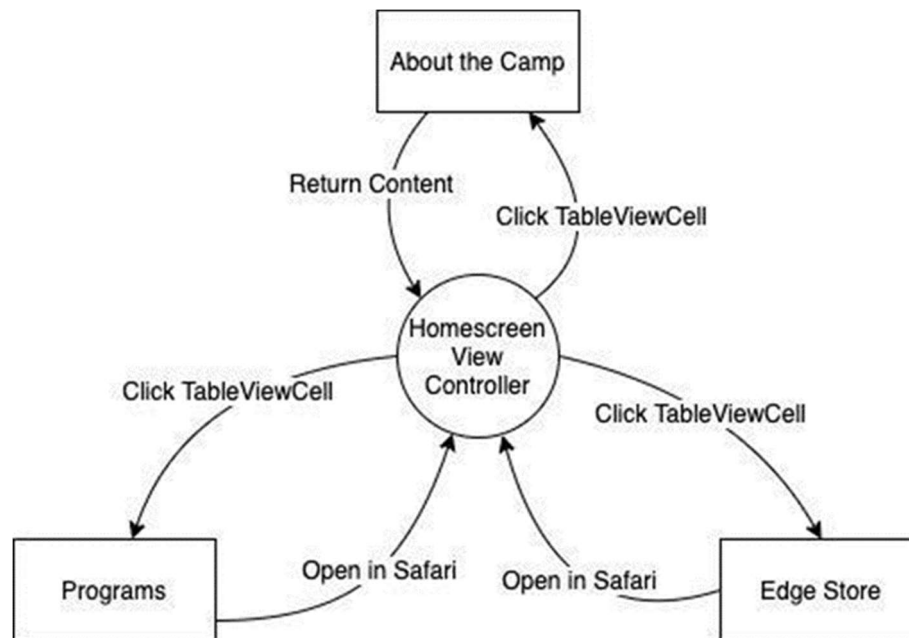 About the Camp
Return Content
Click TableViewCell
Homescreen
View
Controller
Click TableViewCell
Click TableViewCell
Open in Safari
Open in Safari
Programs
Edge Store